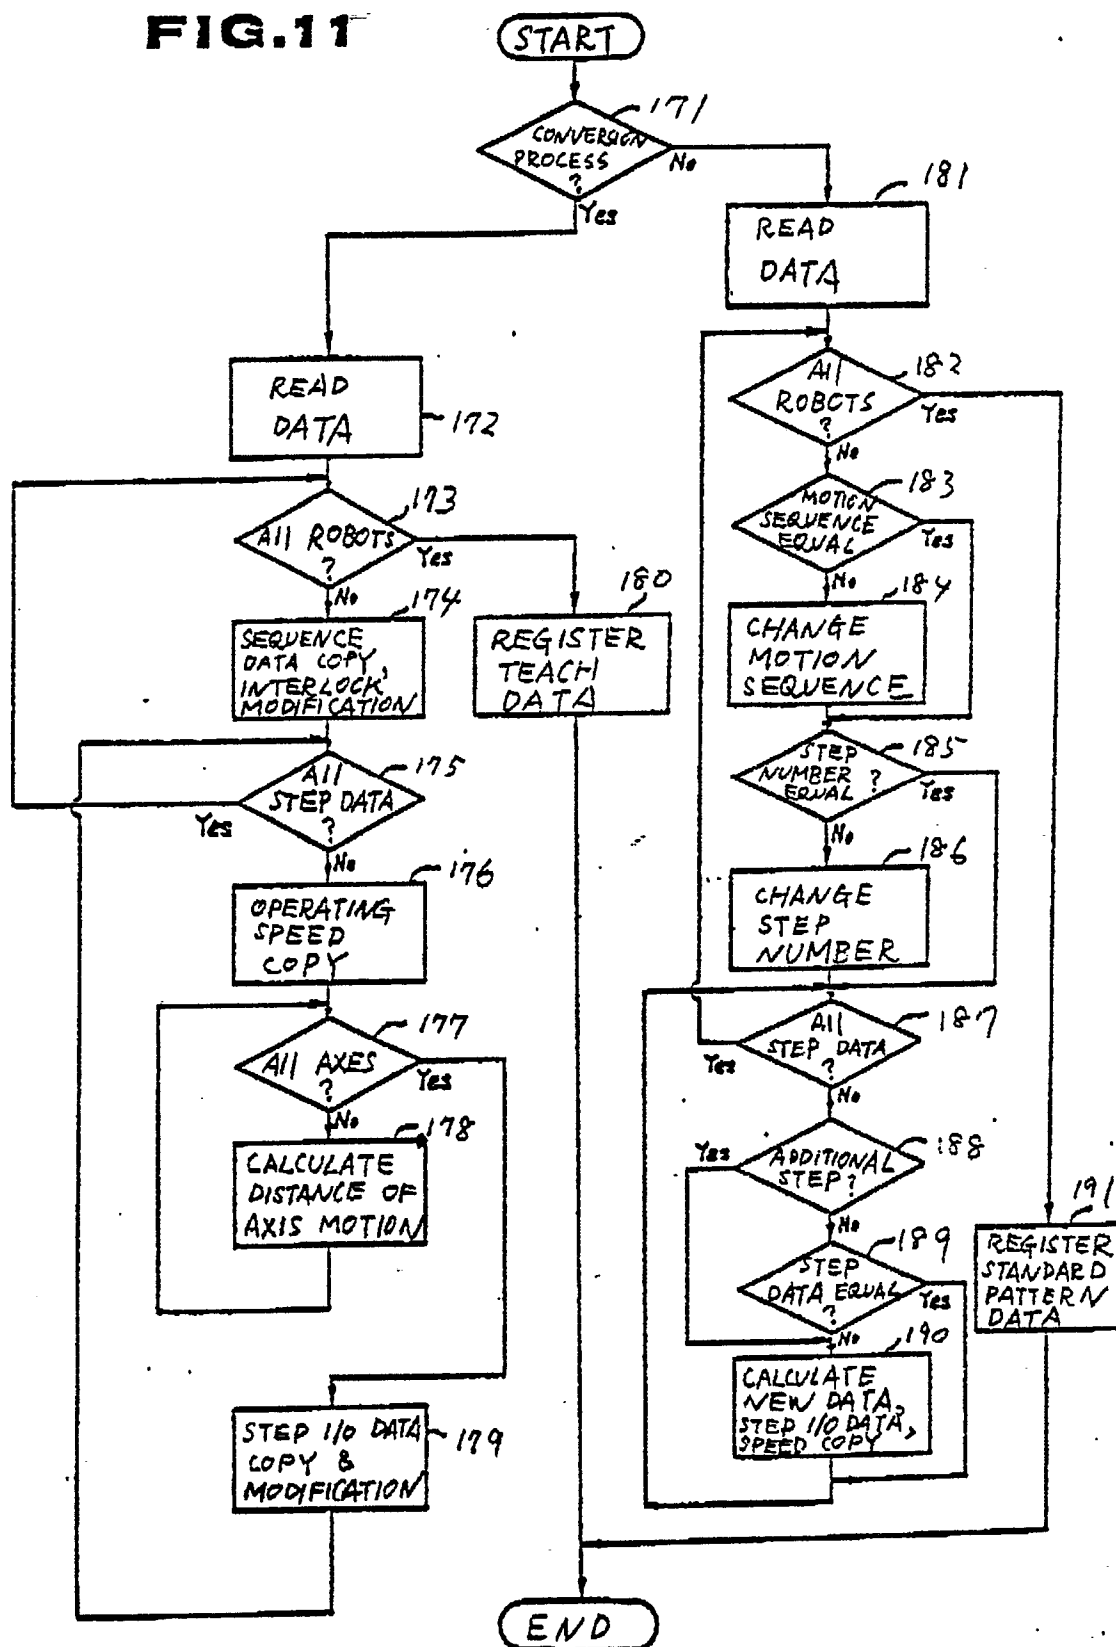 FIG.11
START
171
CONVERSION
PROCESS
?
No
Yes
181
READ
DATA
READ
DATA
172
182
All
ROBOTS
?
Yes
No
173
All ROBOTS
?
Yes
No
183
MOTION
SEQUENCE
EQUAL
Yes
No
174
SEQUENCE
DATA COPY,
INTERLOCK,
MODIFICATION
180
REGISTER
TEACH
DATA
184
CHANGE
MOTION
SEQUENCE
175
All
STEP DATA
?
Yes
No
185
STEP
NUMBER ?
EQUAL
Yes
No
176
OPERATING
SPEED
COPY
186
CHANGE
STEP
NUMBER
177
All AXES
?
Yes
No
187
All
STEP DATA
?
Yes
No
178
CALCULATE
DISTANCE OF
AXIS MOTION
188
Yes
ADDITIONAL
STEP?
No
189
STEP
DATA EQUAL
?
Yes
No
191
REGISTER
STANDARD
PATTERN
DATA
190
CALCULATE
NEW DATA,
STEP I/O DATA,
SPEED COPY
STEP I/O DATA
COPY &
MODIFICATION
179
END